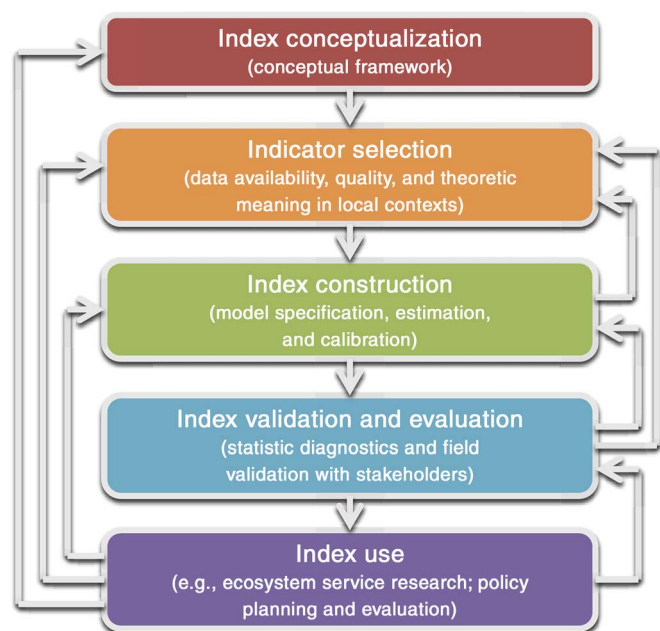 Index conceptualization
(conceptual framework)
Indicator selection
(data availability, quality, and theoretic
meaning in local contexts)
Index construction
(model specification, estimation,
and calibration)
Index validation and evaluation
(statistic diagnostics and field
validation with stakeholders)
Index use
(e.g., ecosystem service research; policy
planning and evaluation)